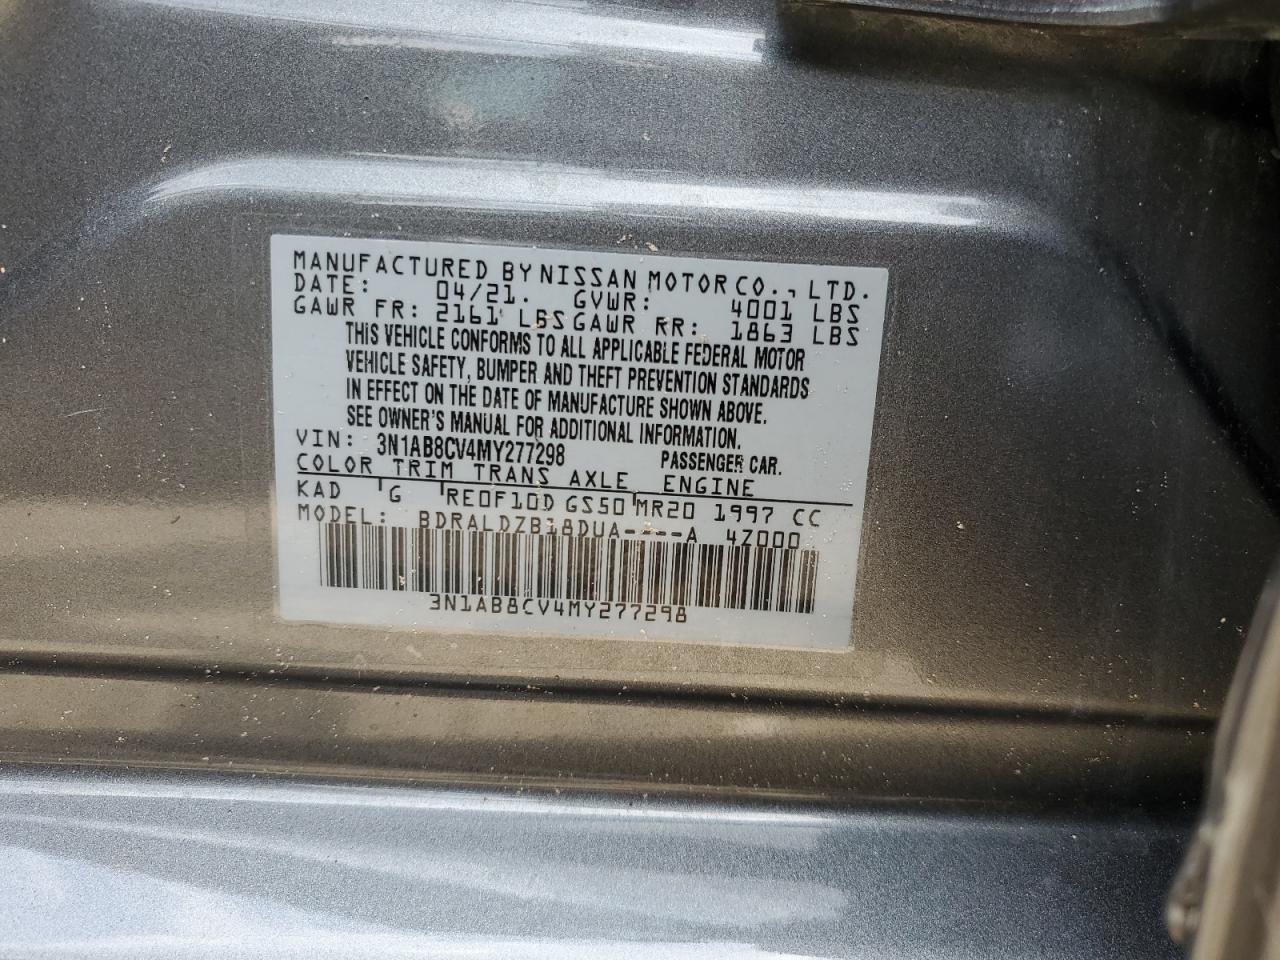 MANUFACTURED BY NISSAN MOTOR CO., LTD.
DATE: 04/21. GVWR: 4001 LBS
GAWR FR: 2161 LBS GAWR RR: 1863 LBS
THIS VEHICLE CONFORMS TO ALL APPLICABLE FEDERAL MOTOR
VEHICLE SAFETY, BUMPER AND THEFT PREVENTION STANDARDS
IN EFFECT ON THE DATE OF MANUFACTURE SHOWN ABOVE.
SEE OWNER'S MANUAL FOR ADDITIONAL INFORMATION.
VIN: 3N1AB8CV4MY277298 PASSENGER CAR.
COLOR TRIM TRANS AXLE ENGINE
KAD G RE0F10D GS50 MR20 1997 CC
MODEL: BDRALDZB18DUA----A 4Z000
3N1AB8CV4MY277298